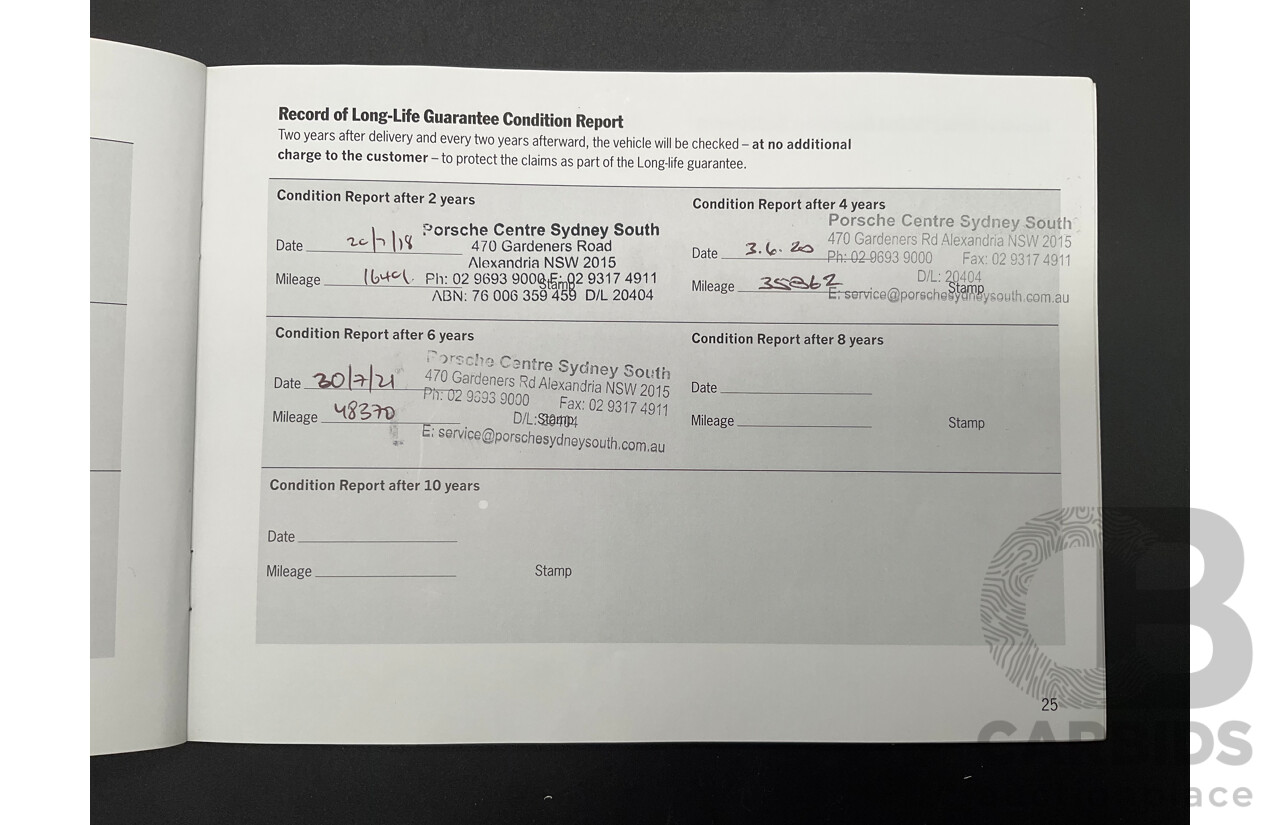 Record of Long-Life Guarantee Condition Report
Two years after delivery and every two years afterward, the vehicle will be checked – at no additional
charge to the customer – to protect the claims as part of the Long-life guarantee.
Condition Report after 2 years
Date 20/7/18
Mileage
Stamp
Porsche Centre Sydney South
470 Gardeners Road
Alexandria NSW 2015
Ph: 02 9693 9000 F: 02 9317 4911
ABN: 76 006 359 459 D/L 20404
Condition Report after 4 years
Date 3.6.20
Mileage
Stamp
Porsche Centre Sydney South
470 Gardeners Rd Alexandria NSW 2015
Ph: 02 9693 9000 Fax: 02 9317 4911
D/L: 20404
E: service@porschesydneysouth.com.au
Condition Report after 6 years
Date 30/7/21
Mileage 48370
Stamp
Porsche Centre Sydney South
470 Gardeners Rd Alexandria NSW 2015
Ph: 02 9693 9000 Fax: 02 9317 4911
D/L: 20404
E: service@porschesydneysouth.com.au
Condition Report after 8 years
Date
Mileage
Stamp
Condition Report after 10 years
Date
Mileage
Stamp
25
CARBIDS